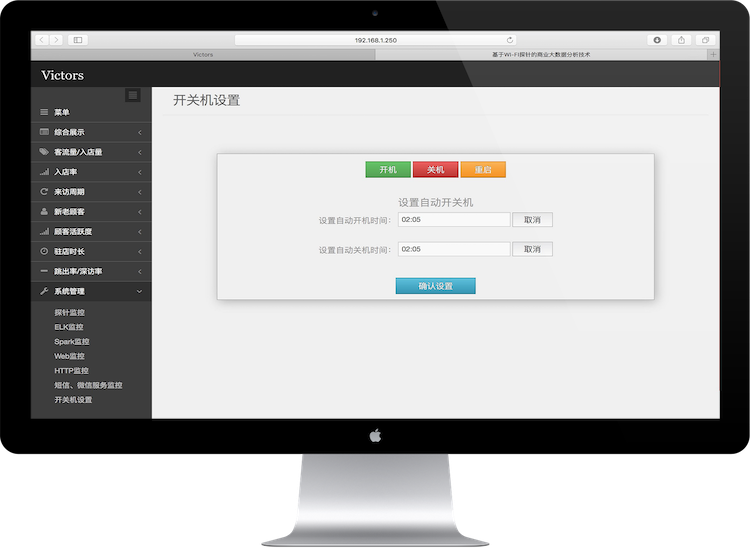 192.168.1.250
Victors
基于Wi-Fi探针的商业大数据分析技术
Victors
菜单
综合展示
客流量/入店量
入店率
来访周期
新老顾客
顾客活跃度
驻店时长
跳出率/深访率
系统管理
探针监控
ELK监控
Spark监控
Web监控
HTTP监控
短信、微信服务监控
开关机设置
开关机设置
开机 关机 重启
设置自动开关机
设置自动开机时间: 02:05 取消
设置自动关机时间: 02:05 取消
确认设置